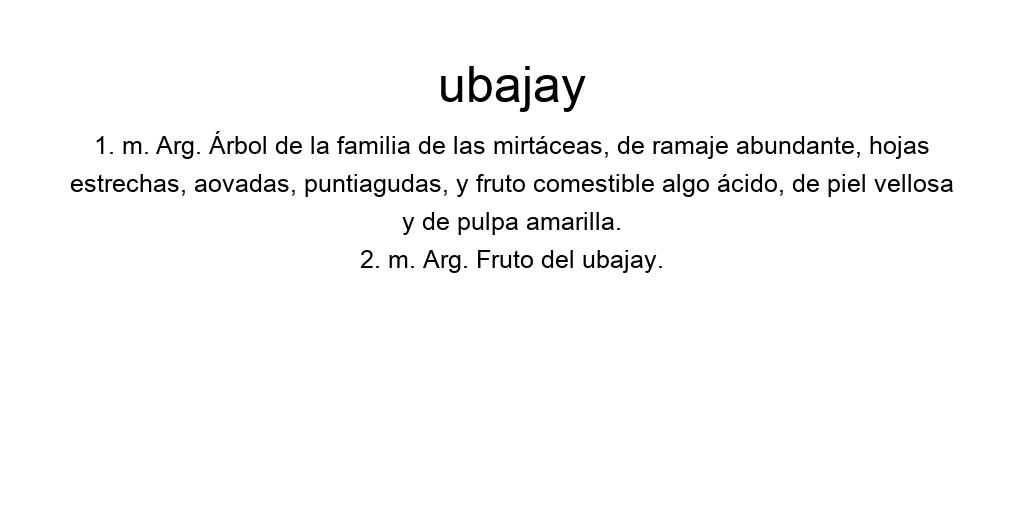 ubajay
1. m. Arg. Árbol de la familia de las mirtáceas, de ramaje abundante, hojas
estrechas, aovadas, puntiagudas, y fruto comestible algo ácido, de piel vellosa
y de pulpa amarilla.
2. m. Arg. Fruto del ubajay.